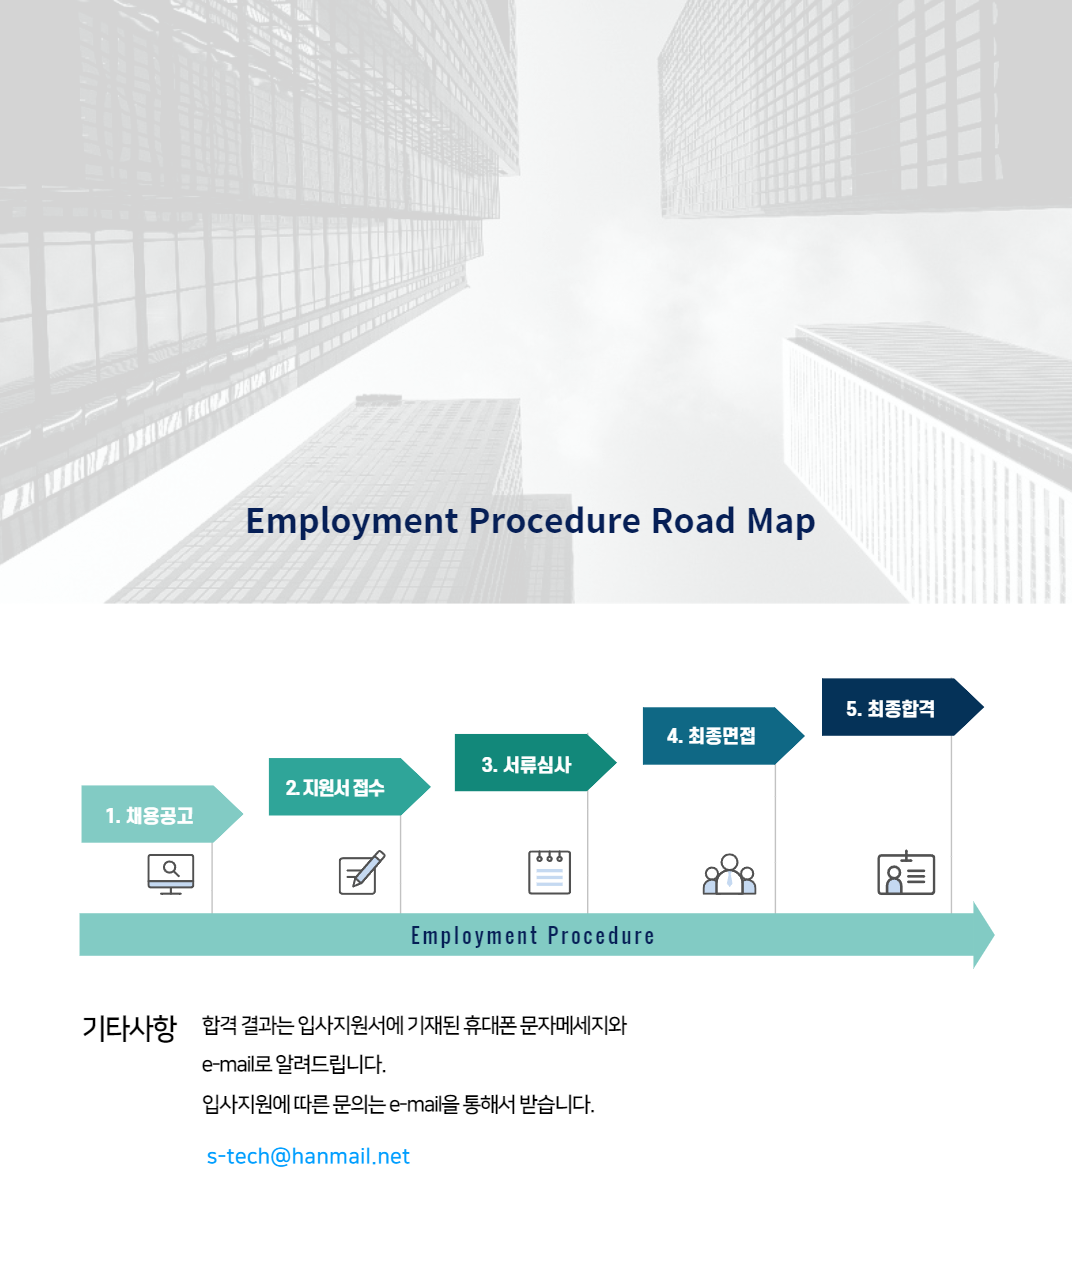 Employment Procedure Road Map
1. 채용공고
2. 지원서 접수
3. 서류심사
4. 최종면접
5. 최종합격
Employment Procedure
기타사항
합격 결과는 입사지원서에 기재된 휴대폰 문자메세지와
e-mail로 알려드립니다.
입사지원에 따른 문의는 e-mail을 통해서 받습니다.
s-tech@hanmail.net